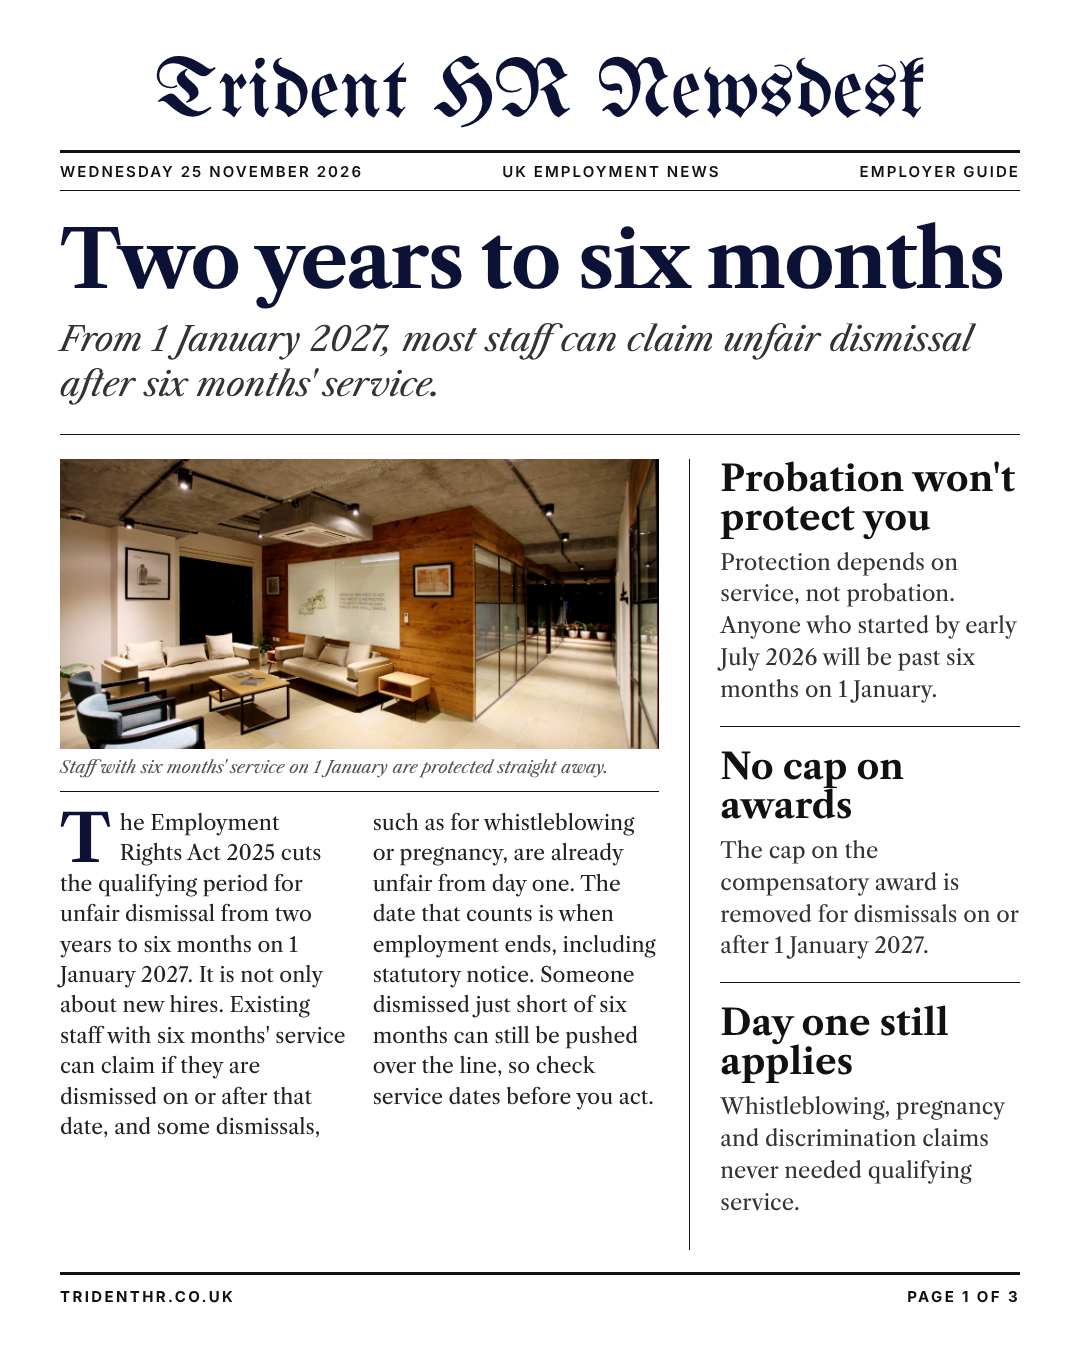 Trident HR Newsdesk
WEDNESDAY 25 NOVEMBER 2026
UK EMPLOYMENT NEWS
EMPLOYER GUIDE
Two years to six months
From 1 January 2027, most staff can claim unfair dismissal
after six months' service.
Staff with six months' service on 1 January are protected straight away.
The Employment
Rights Act 2025 cuts
the qualifying period for
unfair dismissal from two
years to six months on 1
January 2027. It is not only
about new hires. Existing
staff with six months' service
can claim if they are
dismissed on or after that
date, and some dismissals,
such as for whistleblowing
or pregnancy, are already
unfair from day one. The
date that counts is when
employment ends, including
statutory notice. Someone
dismissed just short of six
months can still be pushed
over the line, so check
service dates before you act.
Probation won't
protect you
Protection depends on
service, not probation.
Anyone who started by early
July 2026 will be past six
months on 1 January.
No cap on
awards
The cap on the
compensatory award is
removed for dismissals on or
after 1 January 2027.
Day one still
applies
Whistleblowing, pregnancy
and discrimination claims
never needed qualifying
service.
TRIDENTHR.CO.UK
PAGE 1 OF 3